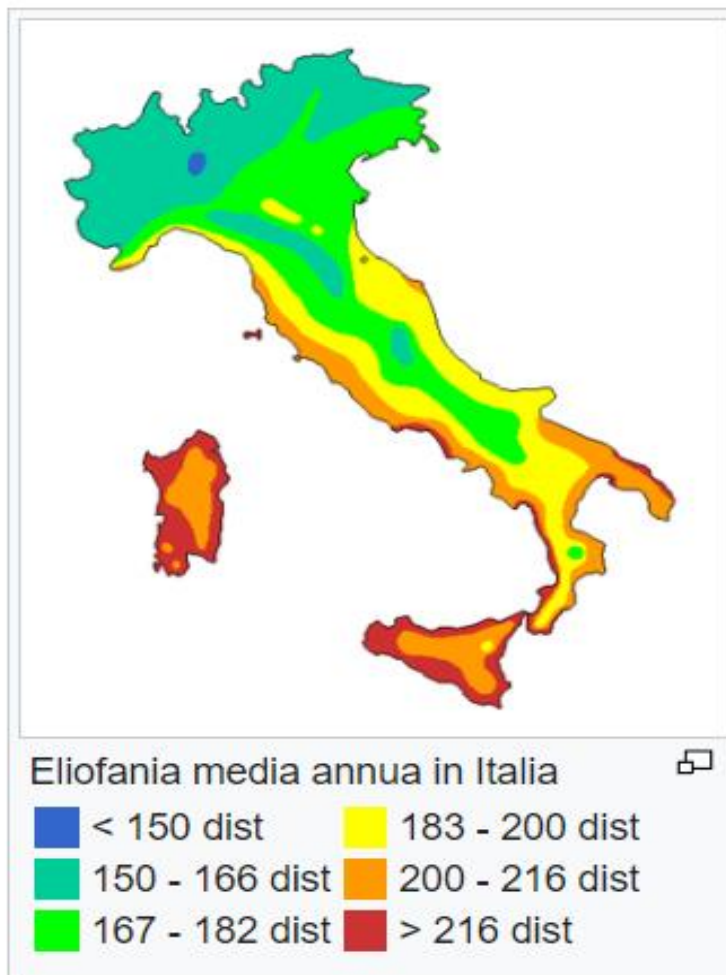 Eliofania media annua in Italia
< 150 dist
183 - 200 dist
150 - 166 dist
200 - 216 dist
167 - 182 dist
> 216 dist